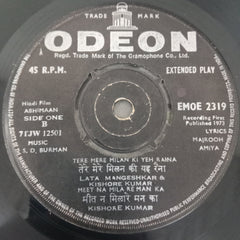 TRADE MARK
ODEON
Regd. Trade Mark of The Gramophone Co., Ltd.
45 R.P.M.
EXTENDED PLAY
Hindi Film
ABHIMAAN
SIDE ONE
B
7EJW 12501
MUSIC
S. D. BURMAN
EMOE 2319
Recording First
Published 1973
LYRICS
MAJROOH
AMIYA
TERE MERE MILAN KI YEH RAINA
तेरे मेरे मिलन की यह रैना
LATA MANGESHKAR &
KISHORE KUMAR
MEET NA MILA RE MAN KA
मीत न मिला रे मन का
KISHORE KUMAR